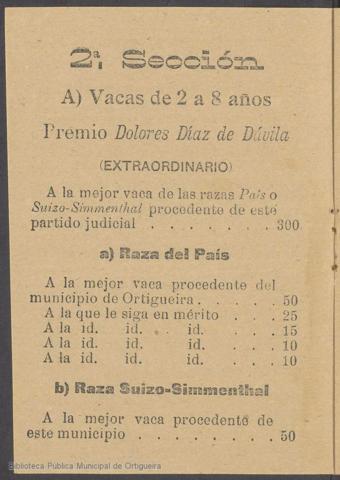 2ª, Sección
A) Vacas de 2 a 8 años
Premio Dolores Díaz de Dávila
(EXTRAORDINARIO)
A la mejor vaca de las razas País o
Suizo-Simmenthal procedente de este
partido judicial . . . . . . . 300
a) Raza del País
A la mejor vaca procedente del
municipio de Ortigueira. . . . . 50
A la que le siga en mérito . . . 25
A la id. id. id. 15
A la id. id. id. 10
A la id. id. id. 10
b) Raza Suizo-Simmenthal
A la mejor vaca procedente de
este municipio . . . . . . . . 50
Biblioteca Pública Municipal de Ortigueira